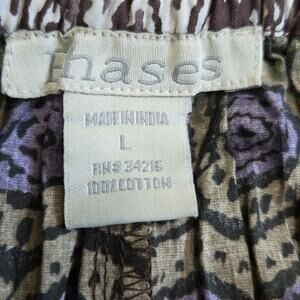 Phases
MADE IN INDIA
L
RN# 34216
100% COTTON